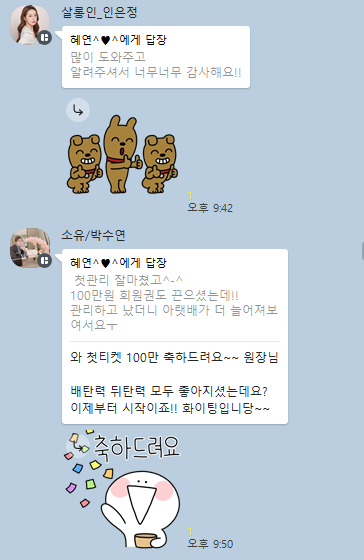 살롱인_인은정
혜연^♥^에게 답장
많이 도와주고
알려주셔서 너무너무 감사해요!!
1
오후 9:42
소유/박수연
혜연^♥^에게 답장
첫관리 잘마쳤고^-^
100만원 회원권도 끈으셨는데!!
관리하고 났더니 아랫배가 더 늘어져보
여서요ㅜ
와 첫티켓 100만 축하드려요~~ 원장님
배탄력 뒤탄력 모두 좋아지셨는데요?
이제부터 시작이죠!! 화이팅입니당~~
축하드려요
1
오후 9:50